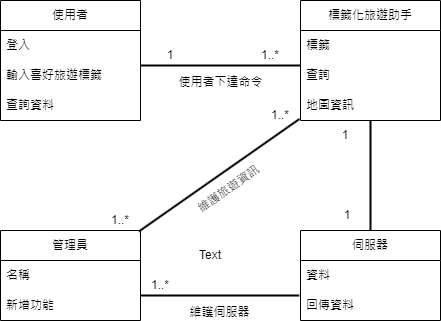 使用者
登入
輸入喜好旅遊標籤
查詢資料
1
1..*
使用者下達命令
標籤化旅遊助手
標籤
查詢
地圖資訊
1..*
維護旅遊資訊
1..*
1
1
管理員
名稱
新增功能
Text
1..*
維護伺服器
伺服器
資料
回傳資料